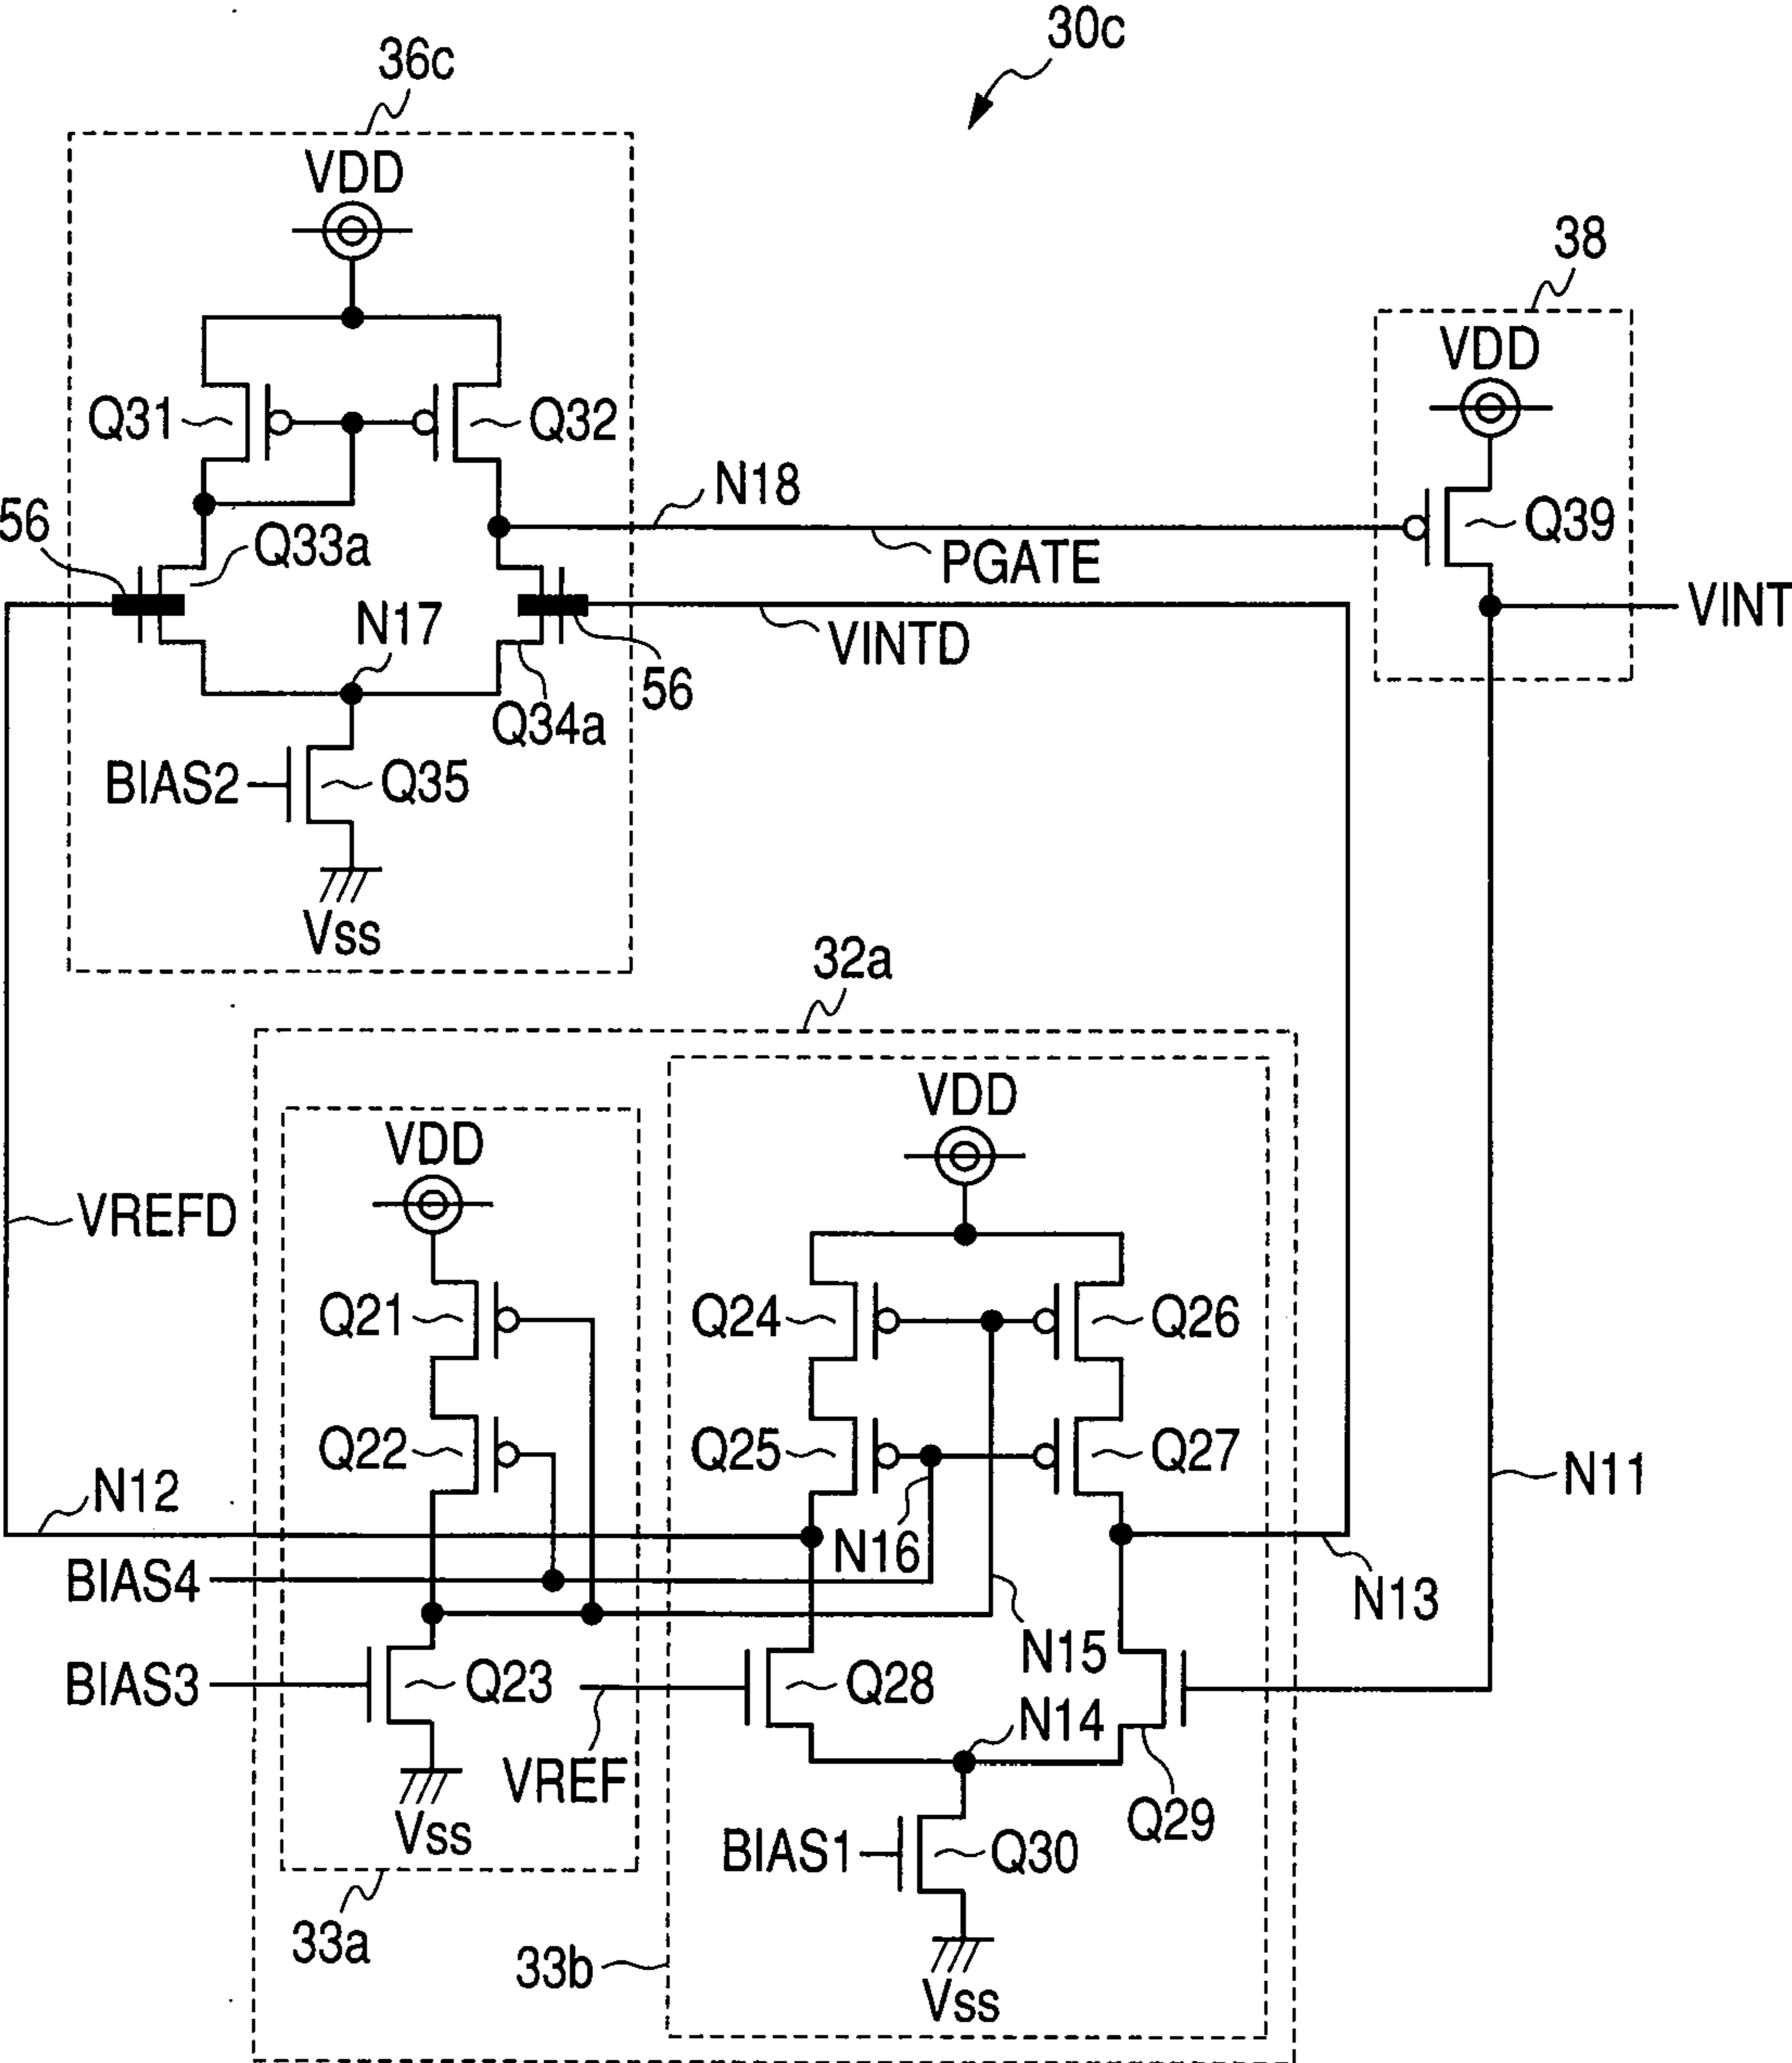 30c
36c
VDD
38
VDD
Q31
Q32
N18
56
Q33a
PGATE
Q39
N17
VINTD
VINT
56
Q34a
BIAS2
Q35
Vss
32a
VDD
VDD
VREFD
Q21
Q24
Q26
Q22
Q25
Q27
N12
N16
N11
BIAS4
N13
N15
BIAS3
Q23
Q28
N14
VREF
Q29
Vss
BIAS1
Q30
33a
33b
Vss